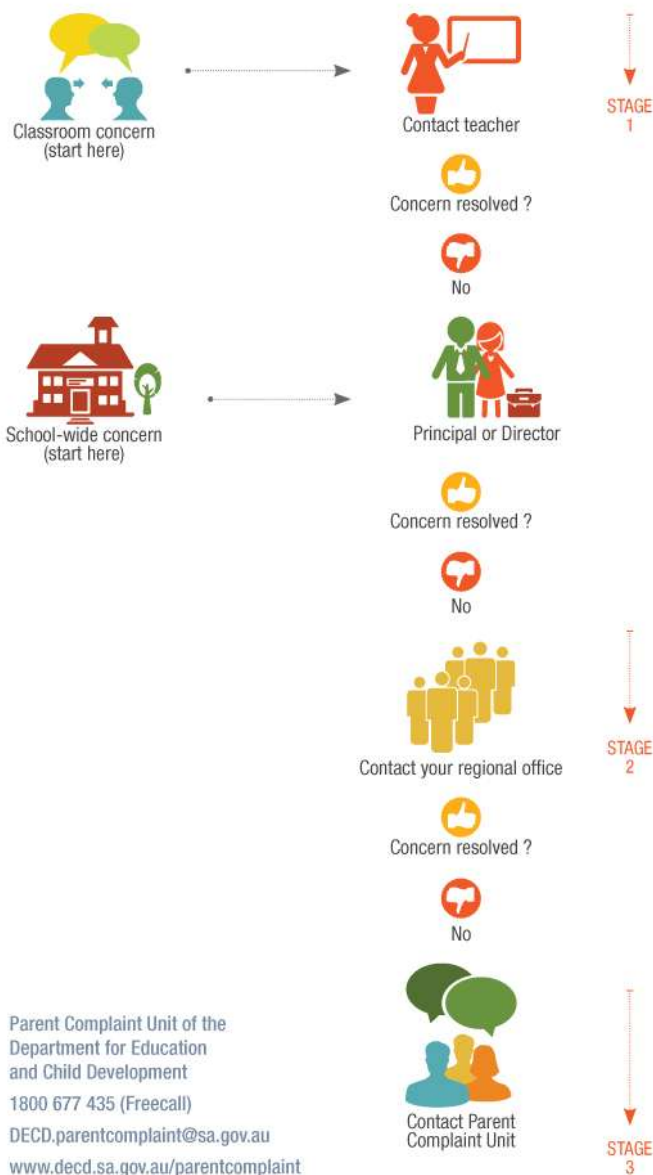 Classroom concern
(start here)
Contact teacher
STAGE
1
Concern resolved ?
No
School-wide concern
(start here)
Principal or Director
Concern resolved ?
No
Contact your regional office
STAGE
2
Concern resolved ?
No
Contact Parent
Complaint Unit
STAGE
3
Parent Complaint Unit of the
Department for Education
and Child Development
1800 677 435 (Freecall)
DECD.parentcomplaint@sa.gov.au
www.decd.sa.gov.au/parentcomplaint